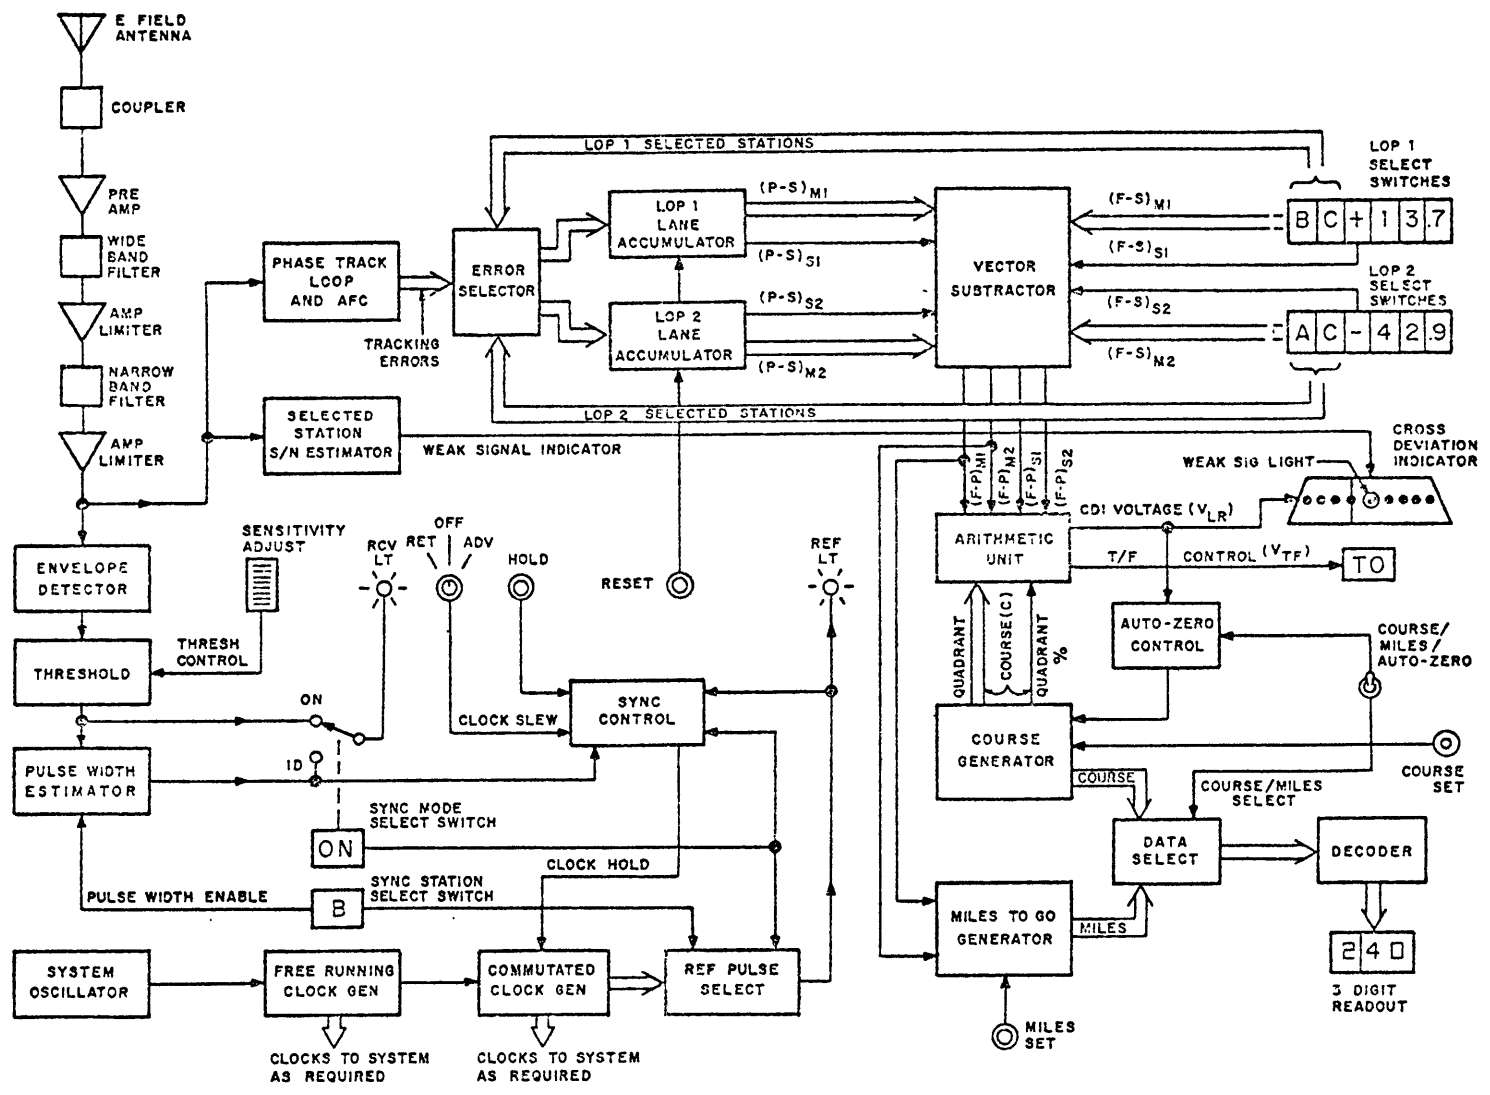 E FIELD
ANTENNA
COUPLER
PRE
AMP
WIDE
BAND
FILTER
AMP
LIMITER
NARROW
BAND
FILTER
AMP
LIMITER
ENVELOPE
DETECTOR
THRESHOLD
PULSE WIDTH
ESTIMATOR
SENSITIVITY
ADJUST
THRESH
CONTROL
RCV
LT
ON
ID
SYNC MODE
SELECT SWITCH
ON
PULSE WIDTH ENABLE
SYNC STATION
SELECT SWITCH
B
SYSTEM
OSCILLATOR
FREE RUNNING
CLOCK GEN
CLOCKS TO SYSTEM
AS REQUIRED
COMMUTATED
CLOCK GEN
CLOCKS TO SYSTEM
AS REQUIRED
REF PULSE
SELECT
PHASE TRACK
LOOP
AND AFC
TRACKING
ERRORS
SELECTED
STATION
S/N ESTIMATOR
WEAK SIGNAL INDICATOR
ERROR
SELECTOR
LOP 1 SELECTED STATIONS
LOP 2 SELECTED STATIONS
LOP 1
LANE
ACCUMULATOR
LOP 2
LANE
ACCUMULATOR
(P-S)M1
(P-S)S1
(P-S)S2
(P-S)M2
VECTOR
SUBTRACTOR
(F-S)M1
(F-S)S1
(F-S)S2
(F-S)M2
LOP 1
SELECT
SWITCHES
B C + 1 3 .7
LOP 2
SELECT
SWITCHES
A C - 4 2 .9
OFF
RET
ADV
HOLD
RESET
REF
LT
CLOCK SLEW
SYNC
CONTROL
CLOCK HOLD
(F-P)M1
(F-P)M2
(F-P)S1
(F-P)S2
ARITHMETIC
UNIT
CROSS
DEVIATION
INDICATOR
WEAK SIG LIGHT
CDI VOLTAGE (VLR)
T/F CONTROL (VTF)
TO
AUTO-ZERO
CONTROL
COURSE/
MILES/
AUTO-ZERO
QUADRANT
COURSE (C)
QUADRANT
%
COURSE
GENERATOR
COURSE
SET
COURSE
COURSE/MILES
SELECT
DATA
SELECT
DECODER
MILES TO GO
GENERATOR
MILES
MILES
SET
2 4 0
3 DIGIT
READOUT